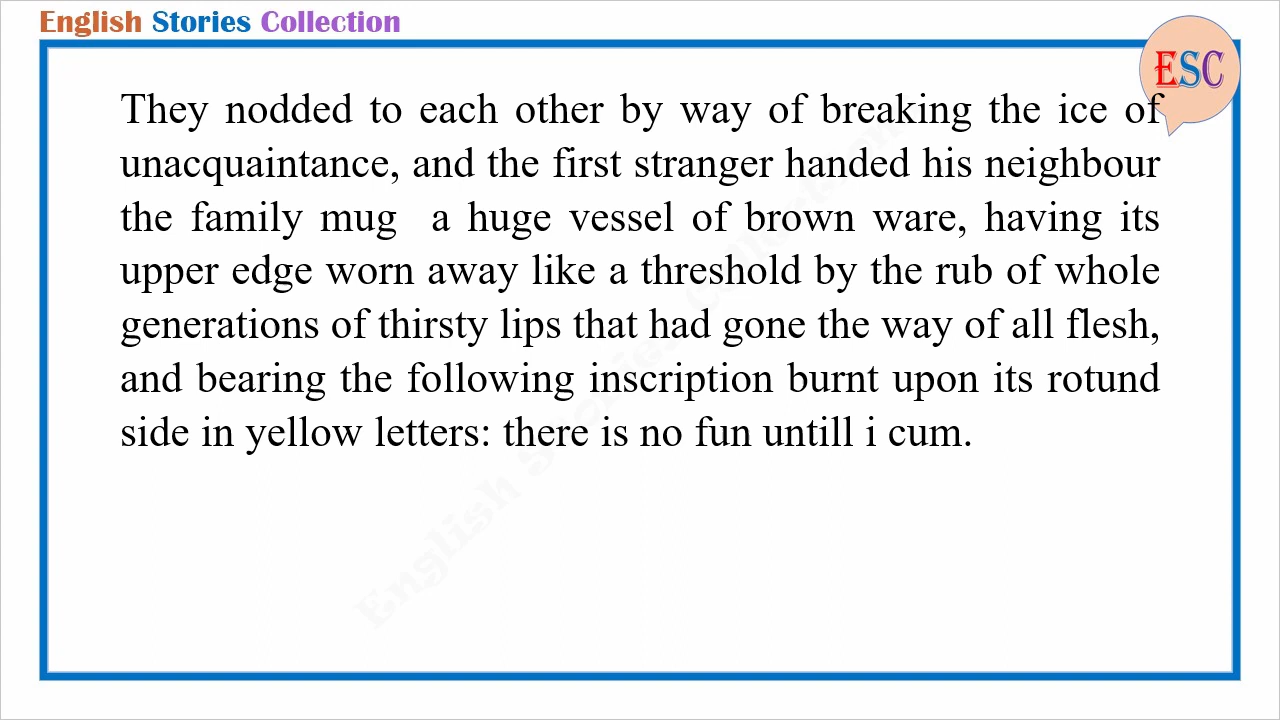 English Stories Collection
ESC
They nodded to each other by way of breaking the ice of
unacquaintance, and the first stranger handed his neighbour
the family mug a huge vessel of brown ware, having its
upper edge worn away like a threshold by the rub of whole
generations of thirsty lips that had gone the way of all flesh,
and bearing the following inscription burnt upon its rotund
side in yellow letters: there is no fun untill i cum.
English Stories Collection